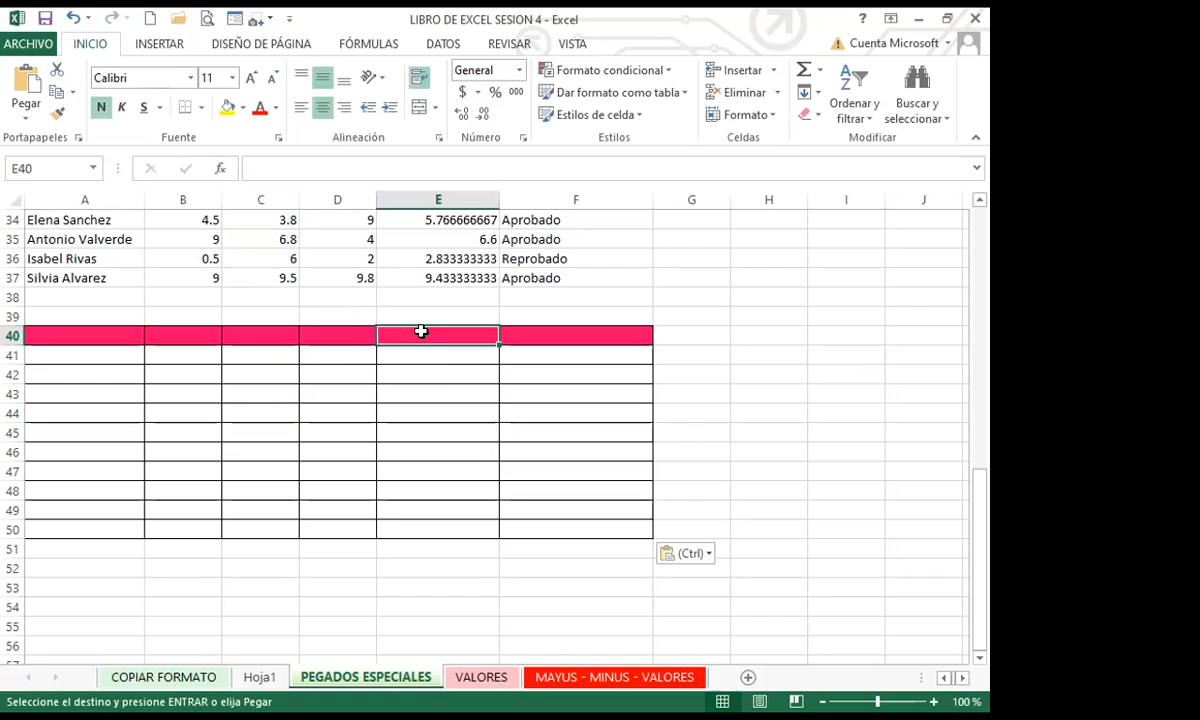 LIBRO DE EXCEL SESION 4 - Excel
ARCHIVO INICIO INSERTAR DISEÑO DE PÁGINA FÓRMULAS DATOS REVISAR VISTA Cuenta Microsoft
Pegar
Portapapeles
Calibri 11
N K S
Fuente
Alineación
General
$ % 000
Número
Formato condicional
Dar formato como tabla
Estilos de celda
Estilos
Insertar
Eliminar
Formato
Celdas
Ordenar y filtrar
Buscar y seleccionar
Modificar
E40 fx
A B C D E F G H I J
34 Elena Sanchez 4.5 3.8 9 5.766666667 Aprobado
35 Antonio Valverde 9 6.8 4 6.6 Aprobado
36 Isabel Rivas 0.5 6 2 2.833333333 Reprobado
37 Silvia Alvarez 9 9.5 9.8 9.433333333 Aprobado
38
39
40
41
42
43
44
45
46
47
48
49
50
51
(Ctrl)
52
53
54
55
56
57
COPIAR FORMATO Hoja1 PEGADOS ESPECIALES VALORES MAYUS - MINUS - VALORES
Seleccione el destino y presione ENTRAR o elija Pegar 100 %